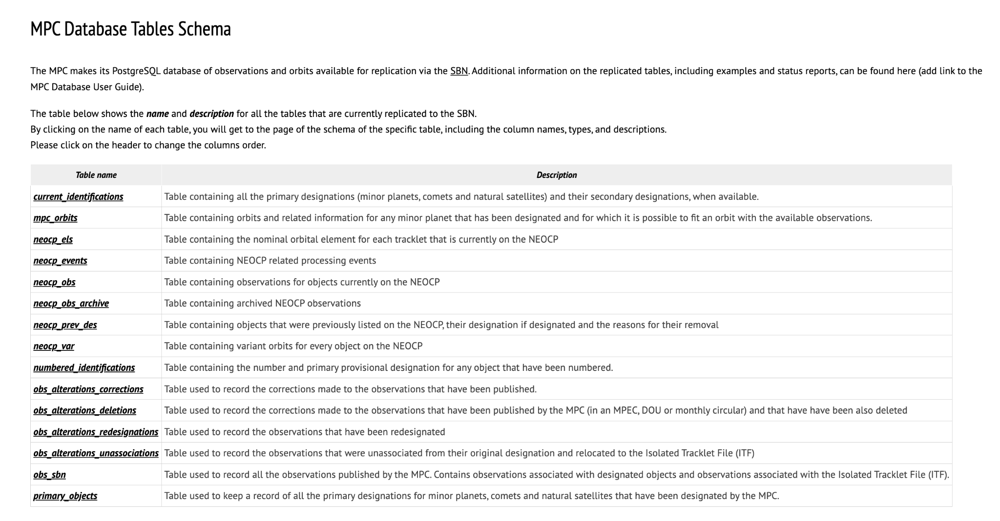 MPC Database Tables Schema
The MPC makes its PostgreSQL database of observations and orbits available for replication via the SBN. Additional information on the replicated tables, including examples and status reports, can be found here (add link to the
MPC Database User Guide).
The table below shows the name and description for all the tables that are currently replicated to the SBN.
By clicking on the name of each table, you will get to the page of the schema of the specific table, including the column names, types, and descriptions.
Please click on the header to change the columns order.
Table name Description
current_identifications Table containing all the primary designations (minor planets, comets and natural satellites) and their secondary designations, when available.
mpc_orbits Table containing orbits and related information for any minor planet that has been designated and for which it is possible to fit an orbit with the available observations.
neocp_els Table containing the nominal orbital element for each tracklet that is currently on the NEOCP
neocp_events Table containing NEOCP related processing events
neocp_obs Table containing observations for objects currently on the NEOCP
neocp_obs_archive Table containing archived NEOCP observations
neocp_prev_des Table containing objects that were previously listed on the NEOCP, their designation if designated and the reasons for their removal
neocp_var Table containing variant orbits for every object on the NEOCP
numbered_identifications Table containing the number and primary provisional designation for any object that have been numbered.
obs_alterations_corrections Table used to record the corrections made to the observations that have been published.
obs_alterations_deletions Table used to record the corrections made to the observations that have been published by the MPC (in an MPEC, DOU or monthly circular) and that have have been also deleted
obs_alterations_redesignations Table used to record the observations that have been redesignated
obs_alterations_unassociations Table used to record the observations that were unassociated from their original designation and relocated to the Isolated Tracklet File (ITF)
obs_sbn Table used to record all the observations published by the MPC. Contains observations associated with designated objects and observations associated with the Isolated Tracklet File (ITF).
primary_objects Table used to keep a record of all the primary designations for minor planets, comets and natural satellites that have been designated by the MPC.